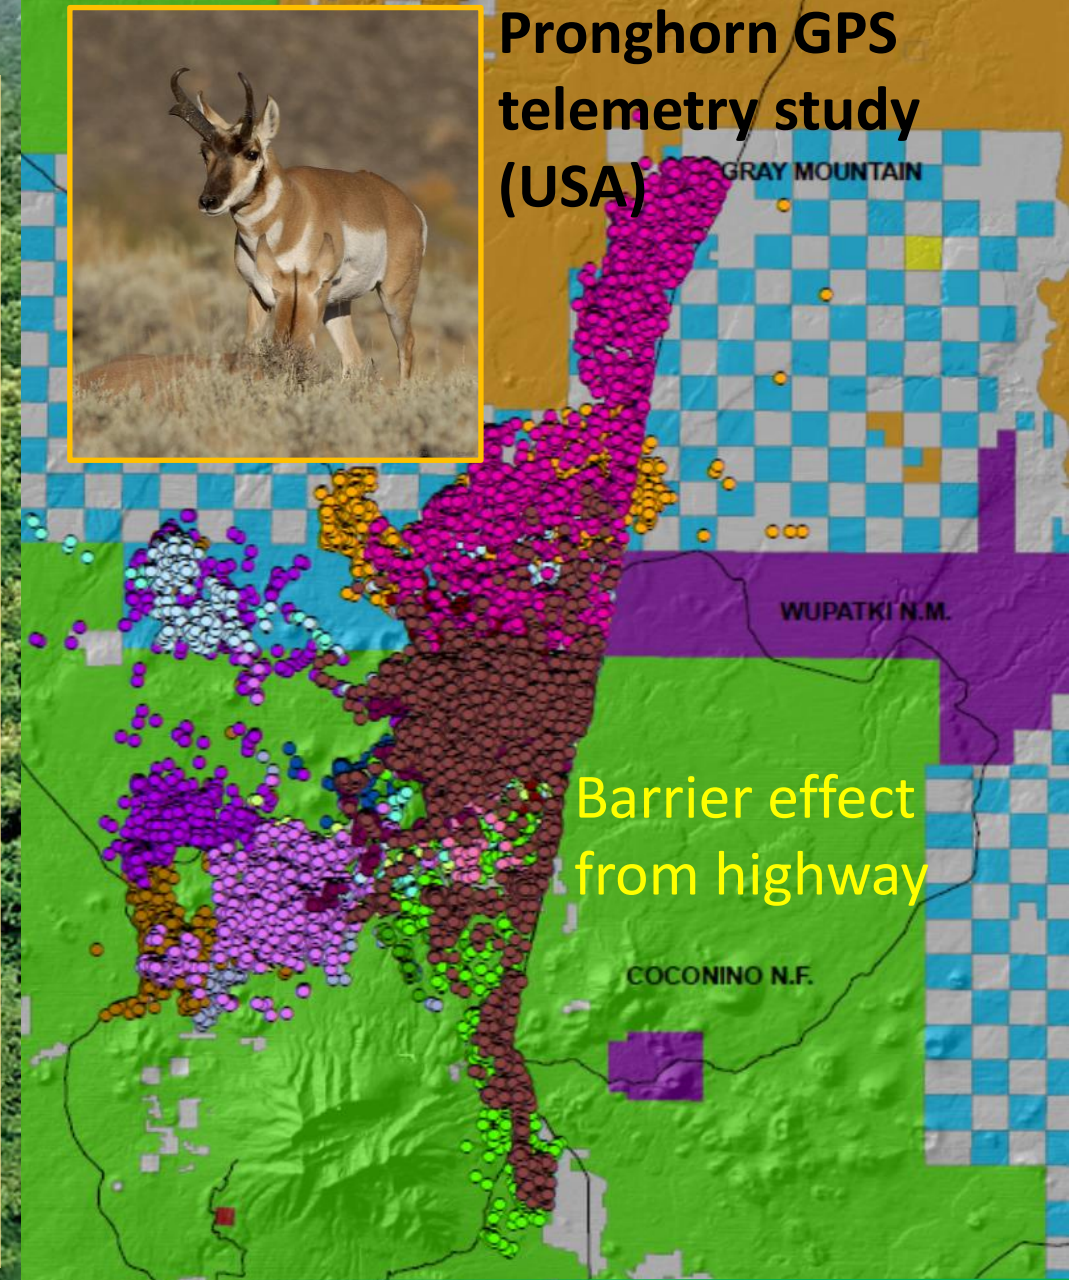 Pronghorn GPS
telemetry study
(USA)
GRAY MOUNTAIN
WUPATKI N.M.
Barrier effect
from highway
COCONINO N.F.